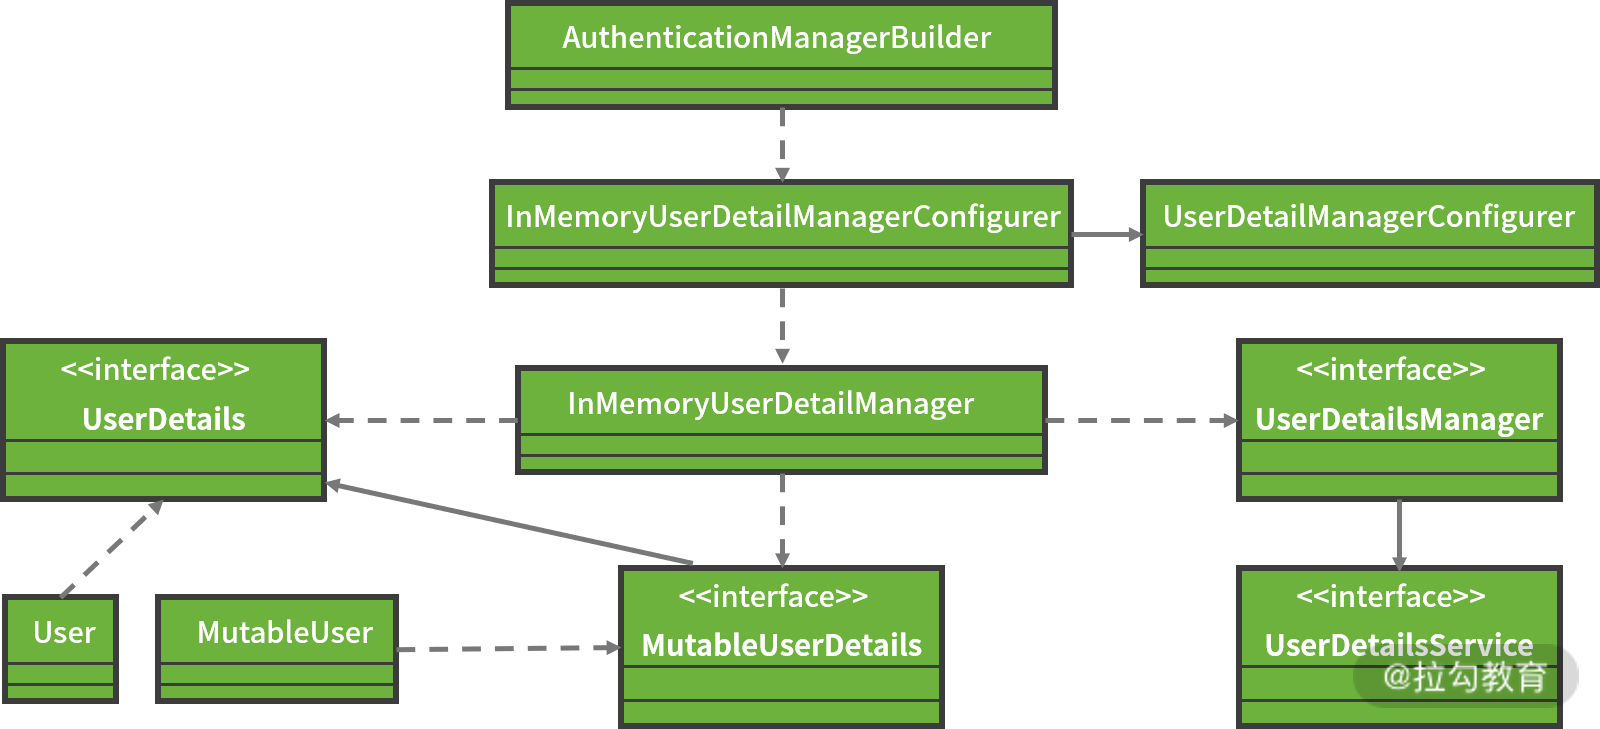 AuthenticationManagerBuilder
InMemoryUserDetailManagerConfigurer
UserDetailManagerConfigurer
<<interface>>
UserDetails
InMemoryUserDetailManager
<<interface>>
UserDetailsManager
User
MutableUser
<<interface>>
MutableUserDetails
<<interface>>
UserDetailsService
@拉勾教育